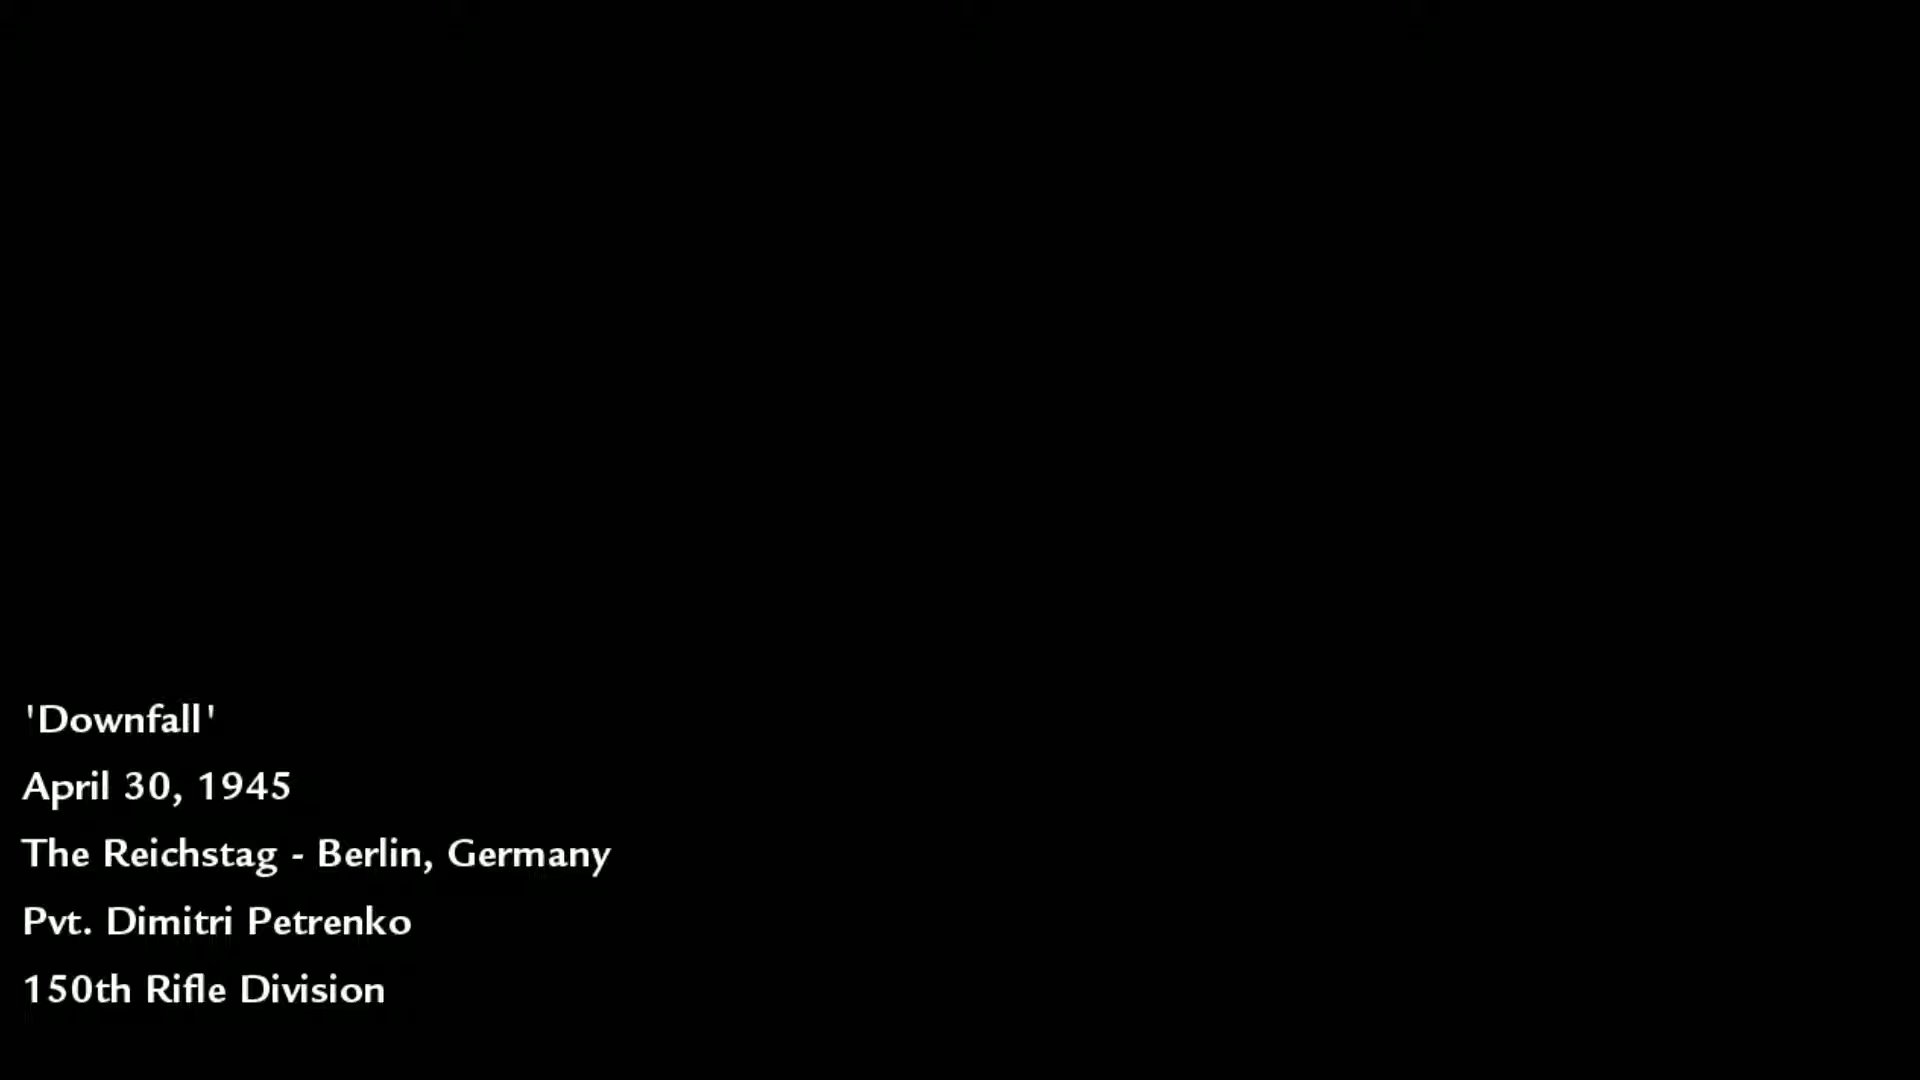 'Downfall'
April 30, 1945
The Reichstag - Berlin, Germany
Pvt. Dimitri Petrenko
150th Rifle Division